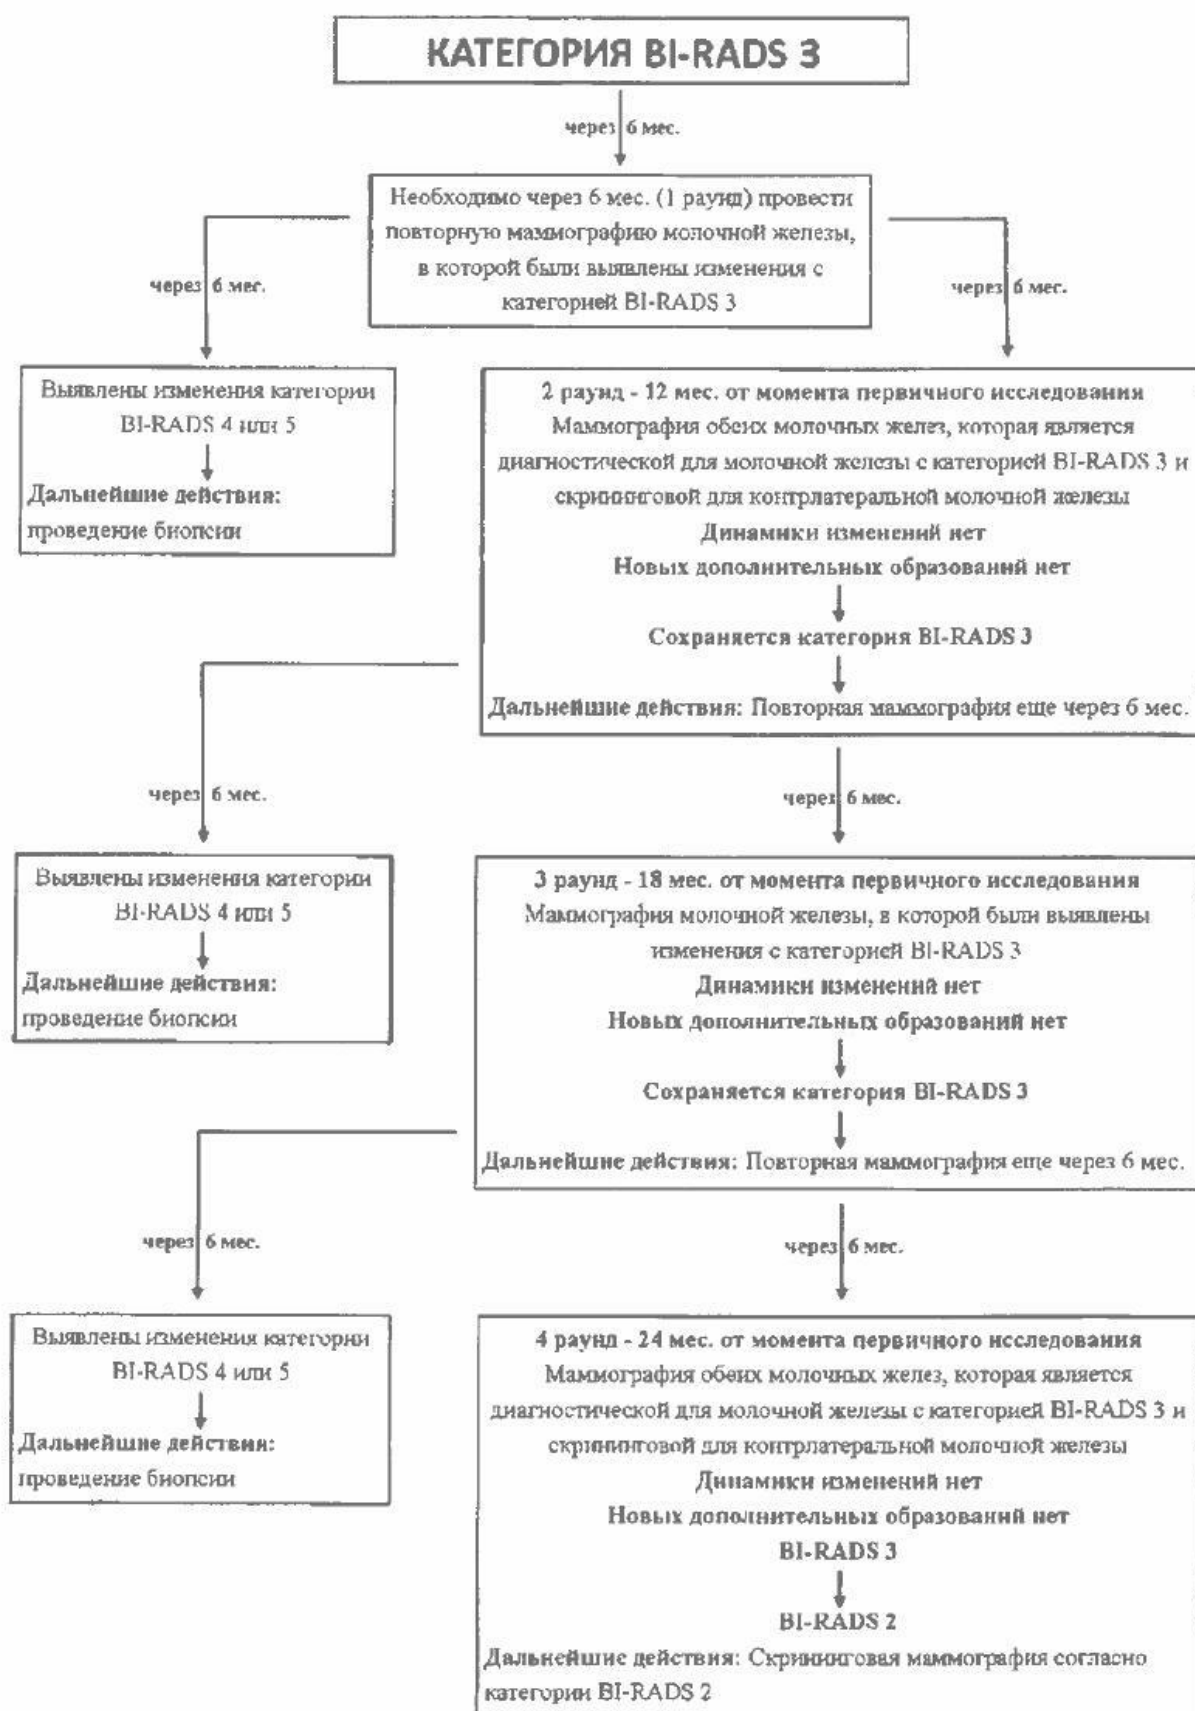 КАТЕГОРИЯ BI-RADS 3
через 6 мес.
Необходимо через 6 мес. (1 раунд) провести
повторную маммографию молочной железы,
в которой были выявлены изменения с
категорией BI-RADS 3
через 6 мес.
через 6 мес.
Выявлены изменения категории
BI-RADS 4 или 5
Дальнейшие действия:
проведение биопсии
2 раунд - 12 мес. от момента первичного исследования
Маммография обеих молочных желез, которая является
диагностической для молочной железы с категорией BI-RADS 3 и
скрининговой для контрлатеральной молочной железы
Динамики изменений нет
Новых дополнительных образований нет
Сохраняется категория BI-RADS 3
Дальнейшие действия: Повторная маммография еще через 6 мес.
через 6 мес.
через 6 мес.
Выявлены изменения категории
BI-RADS 4 или 5
Дальнейшие действия:
проведение биопсии
3 раунд - 18 мес. от момента первичного исследования
Маммография молочной железы, в которой были выявлены
изменения с категорией BI-RADS 3
Динамики изменений нет
Новых дополнительных образований нет
Сохраняется категория BI-RADS 3
Дальнейшие действия: Повторная маммография еще через 6 мес.
через 6 мес.
через 6 мес.
Выявлены изменения категории
BI-RADS 4 или 5
Дальнейшие действия:
проведение биопсии
4 раунд - 24 мес. от момента первичного исследования
Маммография обеих молочных желез, которая является
диагностической для молочной железы с категорией BI-RADS 3 и
скрининговой для контрлатеральной молочной железы
Динамики изменений нет
Новых дополнительных образований нет
BI-RADS 3
BI-RADS 2
Дальнейшие действия: Скрининговая маммография согласно
категории BI-RADS 2